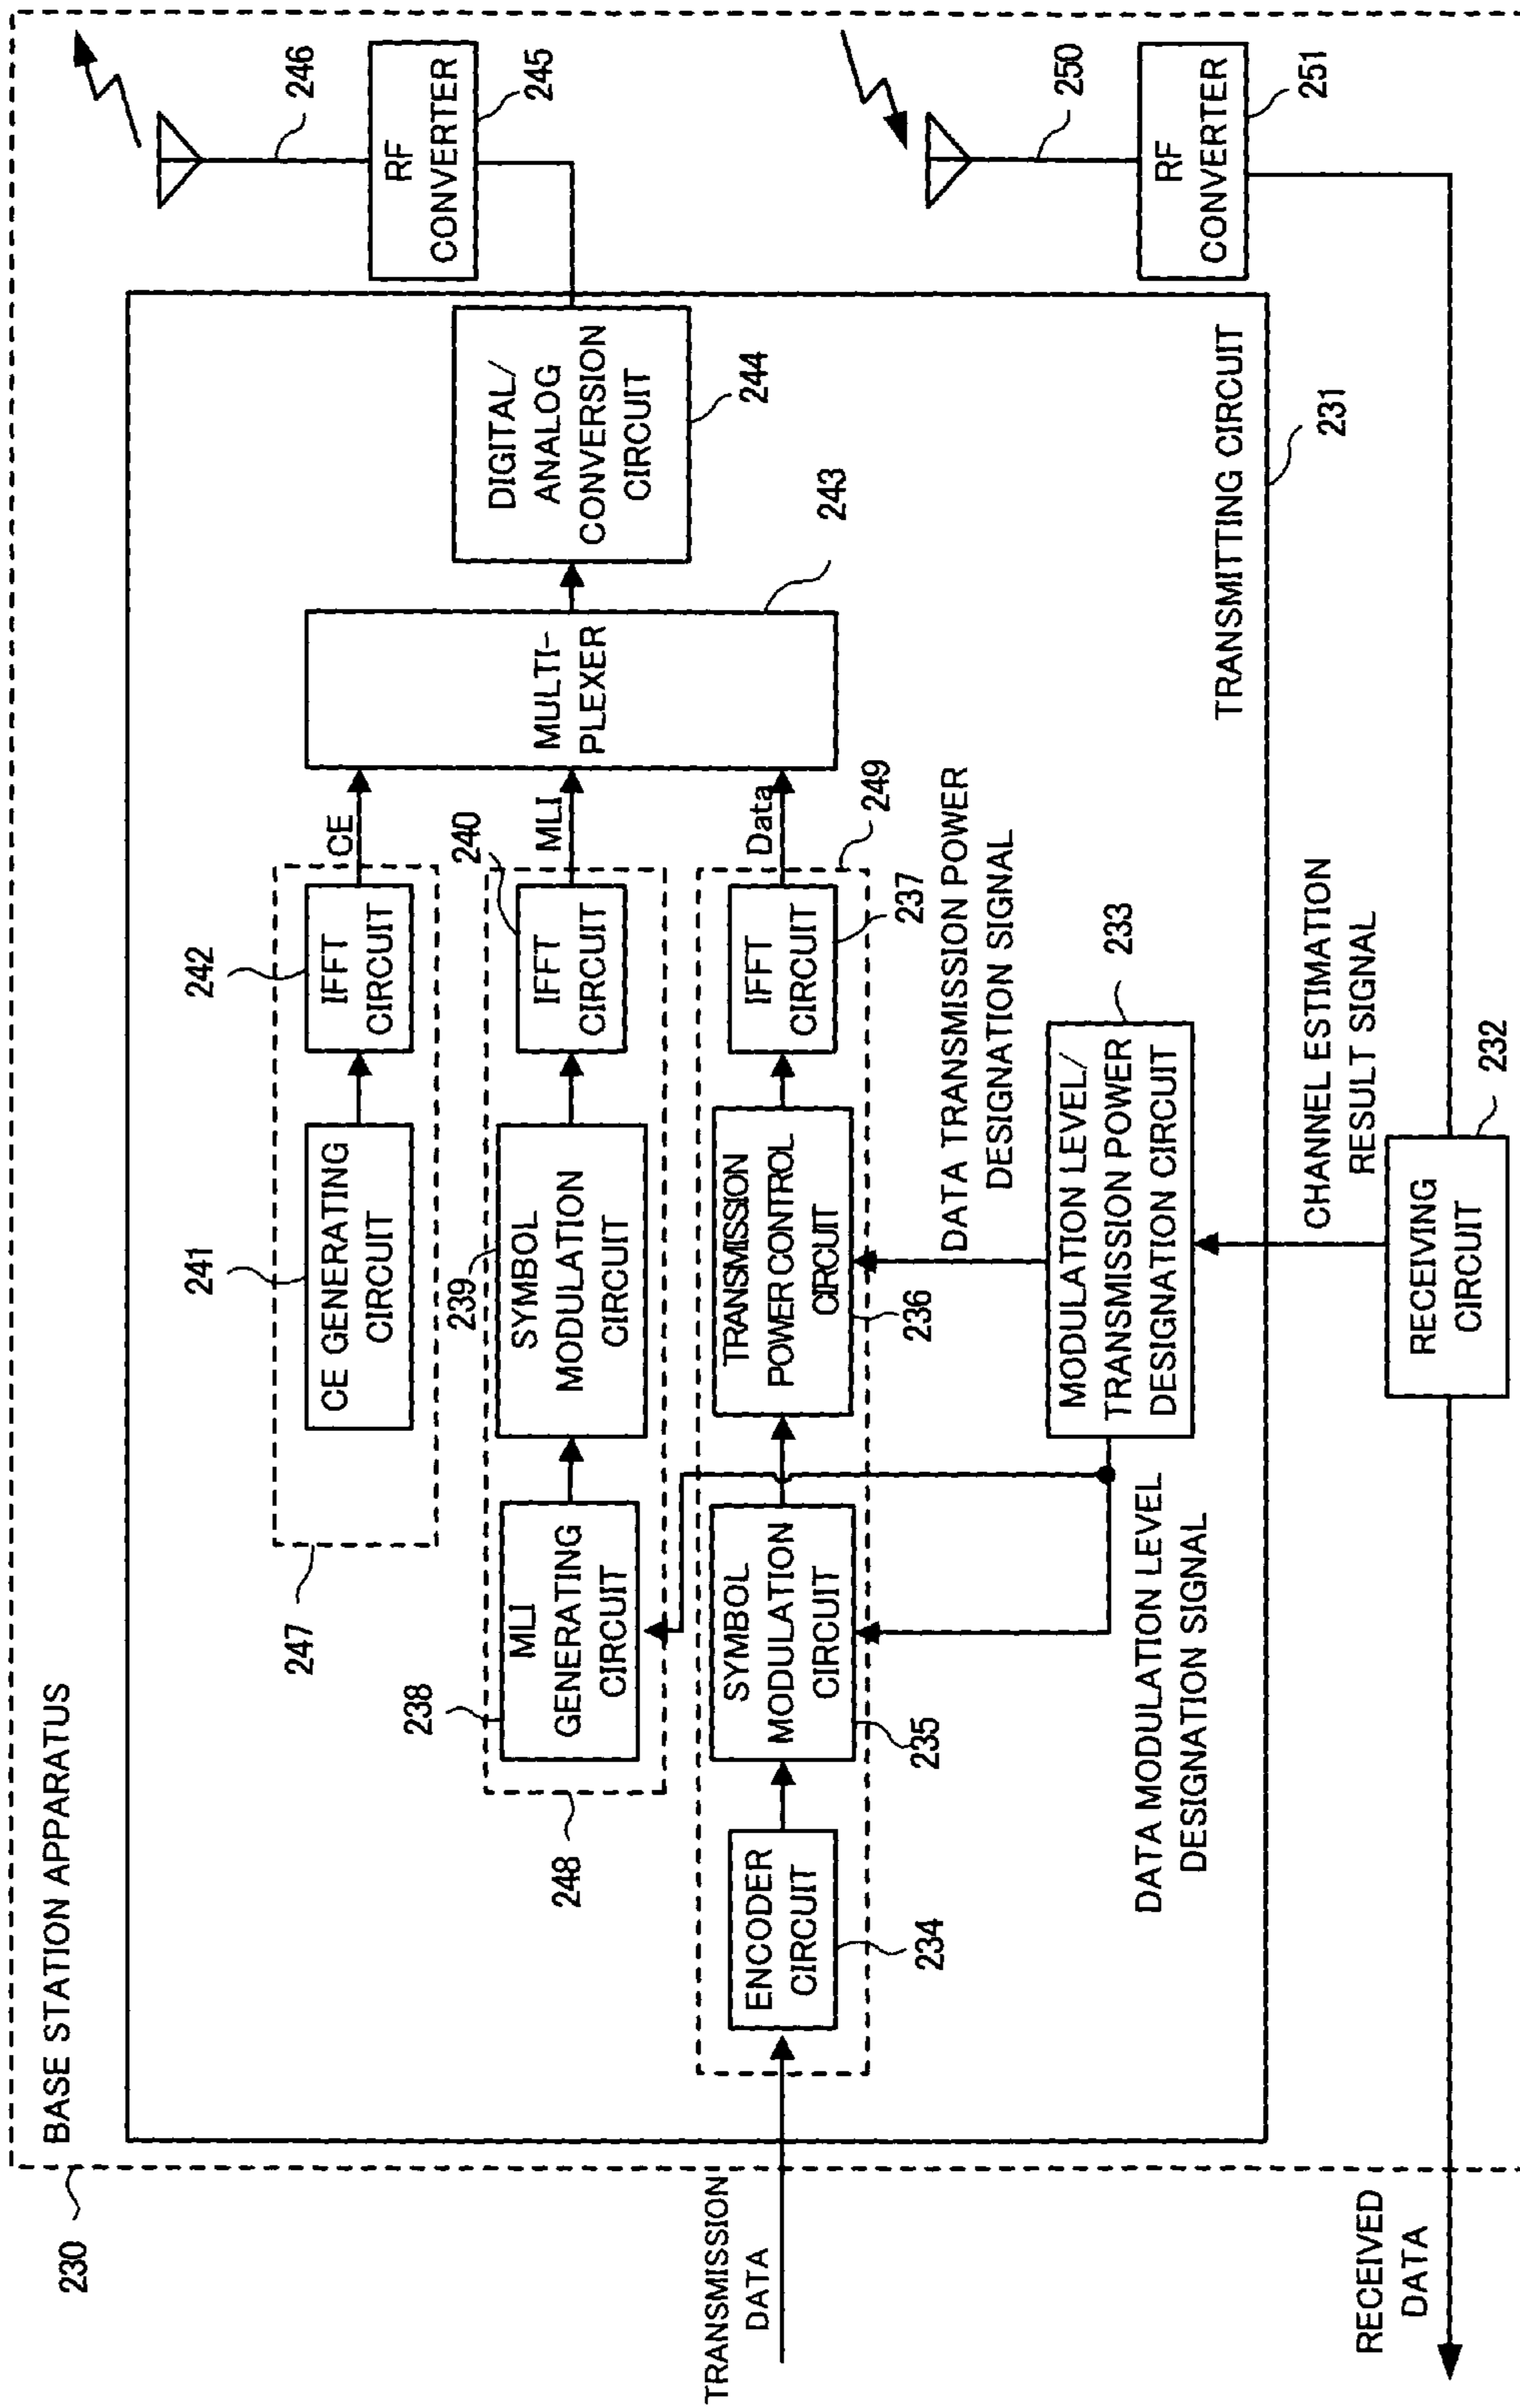 230
BASE STATION APPARATUS
246
RF
CONVERTER
245
247
241
CE GENERATING
CIRCUIT
242
IFFT
CIRCUIT
CE
MULTI-
PLEXER
243
DIGITAL/
ANALOG
CONVERSION
CIRCUIT
244
248
238
MLI
GENERATING
CIRCUIT
239
SYMBOL
MODULATION
CIRCUIT
240
IFFT
CIRCUIT
MLI
TRANSMISSION
DATA
ENCODER
CIRCUIT
234
SYMBOL
MODULATION
CIRCUIT
235
TRANSMISSION
POWER CONTROL
CIRCUIT
236
IFFT
CIRCUIT
237
Data
249
DATA TRANSMISSION POWER
DESIGNATION SIGNAL
DATA MODULATION LEVEL
DESIGNATION SIGNAL
MODULATION LEVEL/
TRANSMISSION POWER
DESIGNATION CIRCUIT
233
TRANSMITTING CIRCUIT
231
250
RF
CONVERTER
251
CHANNEL ESTIMATION
RESULT SIGNAL
RECEIVING
CIRCUIT
232
RECEIVED
DATA